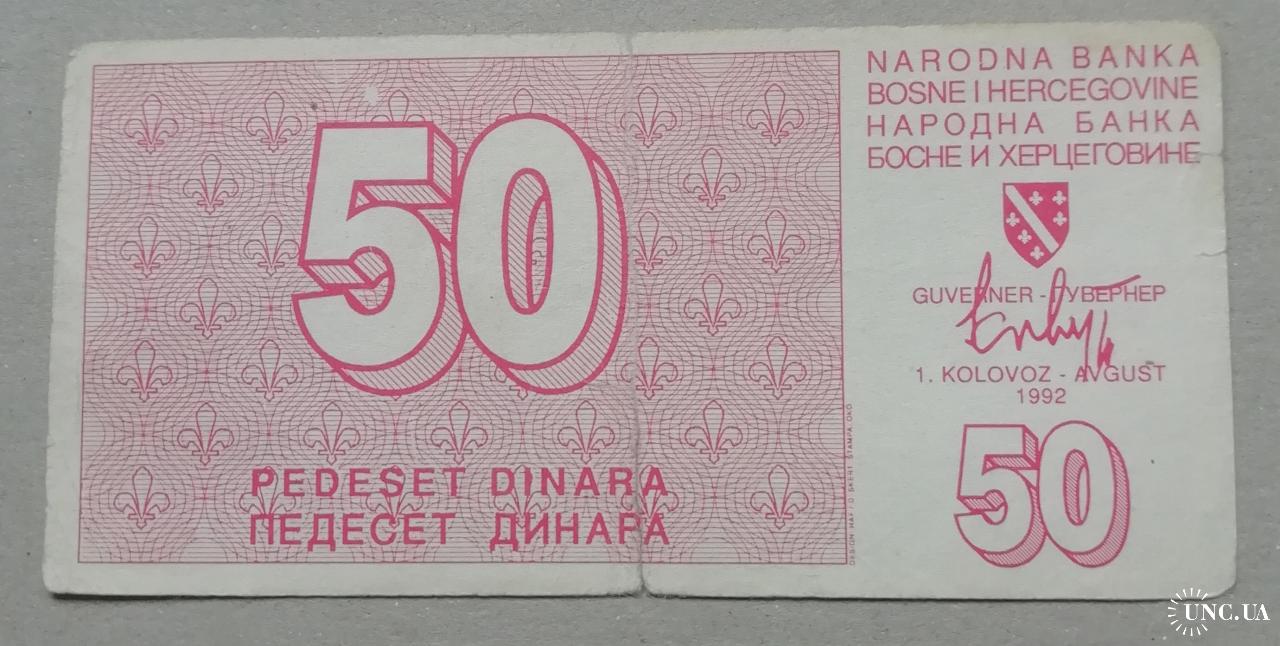 50
PEDESET DINARA
ПЕДЕСЕТ ДИНАРА
NARODNA BANKA
BOSNE I HERCEGOVINE
НАРОДНА БАНКА
БОСНЕ И ХЕРЦЕГОВИНЕ
GUVERNER - ГУВЕРНЕР
1. KOLOVOZ - AVGUST
1992
50
UNC.UA